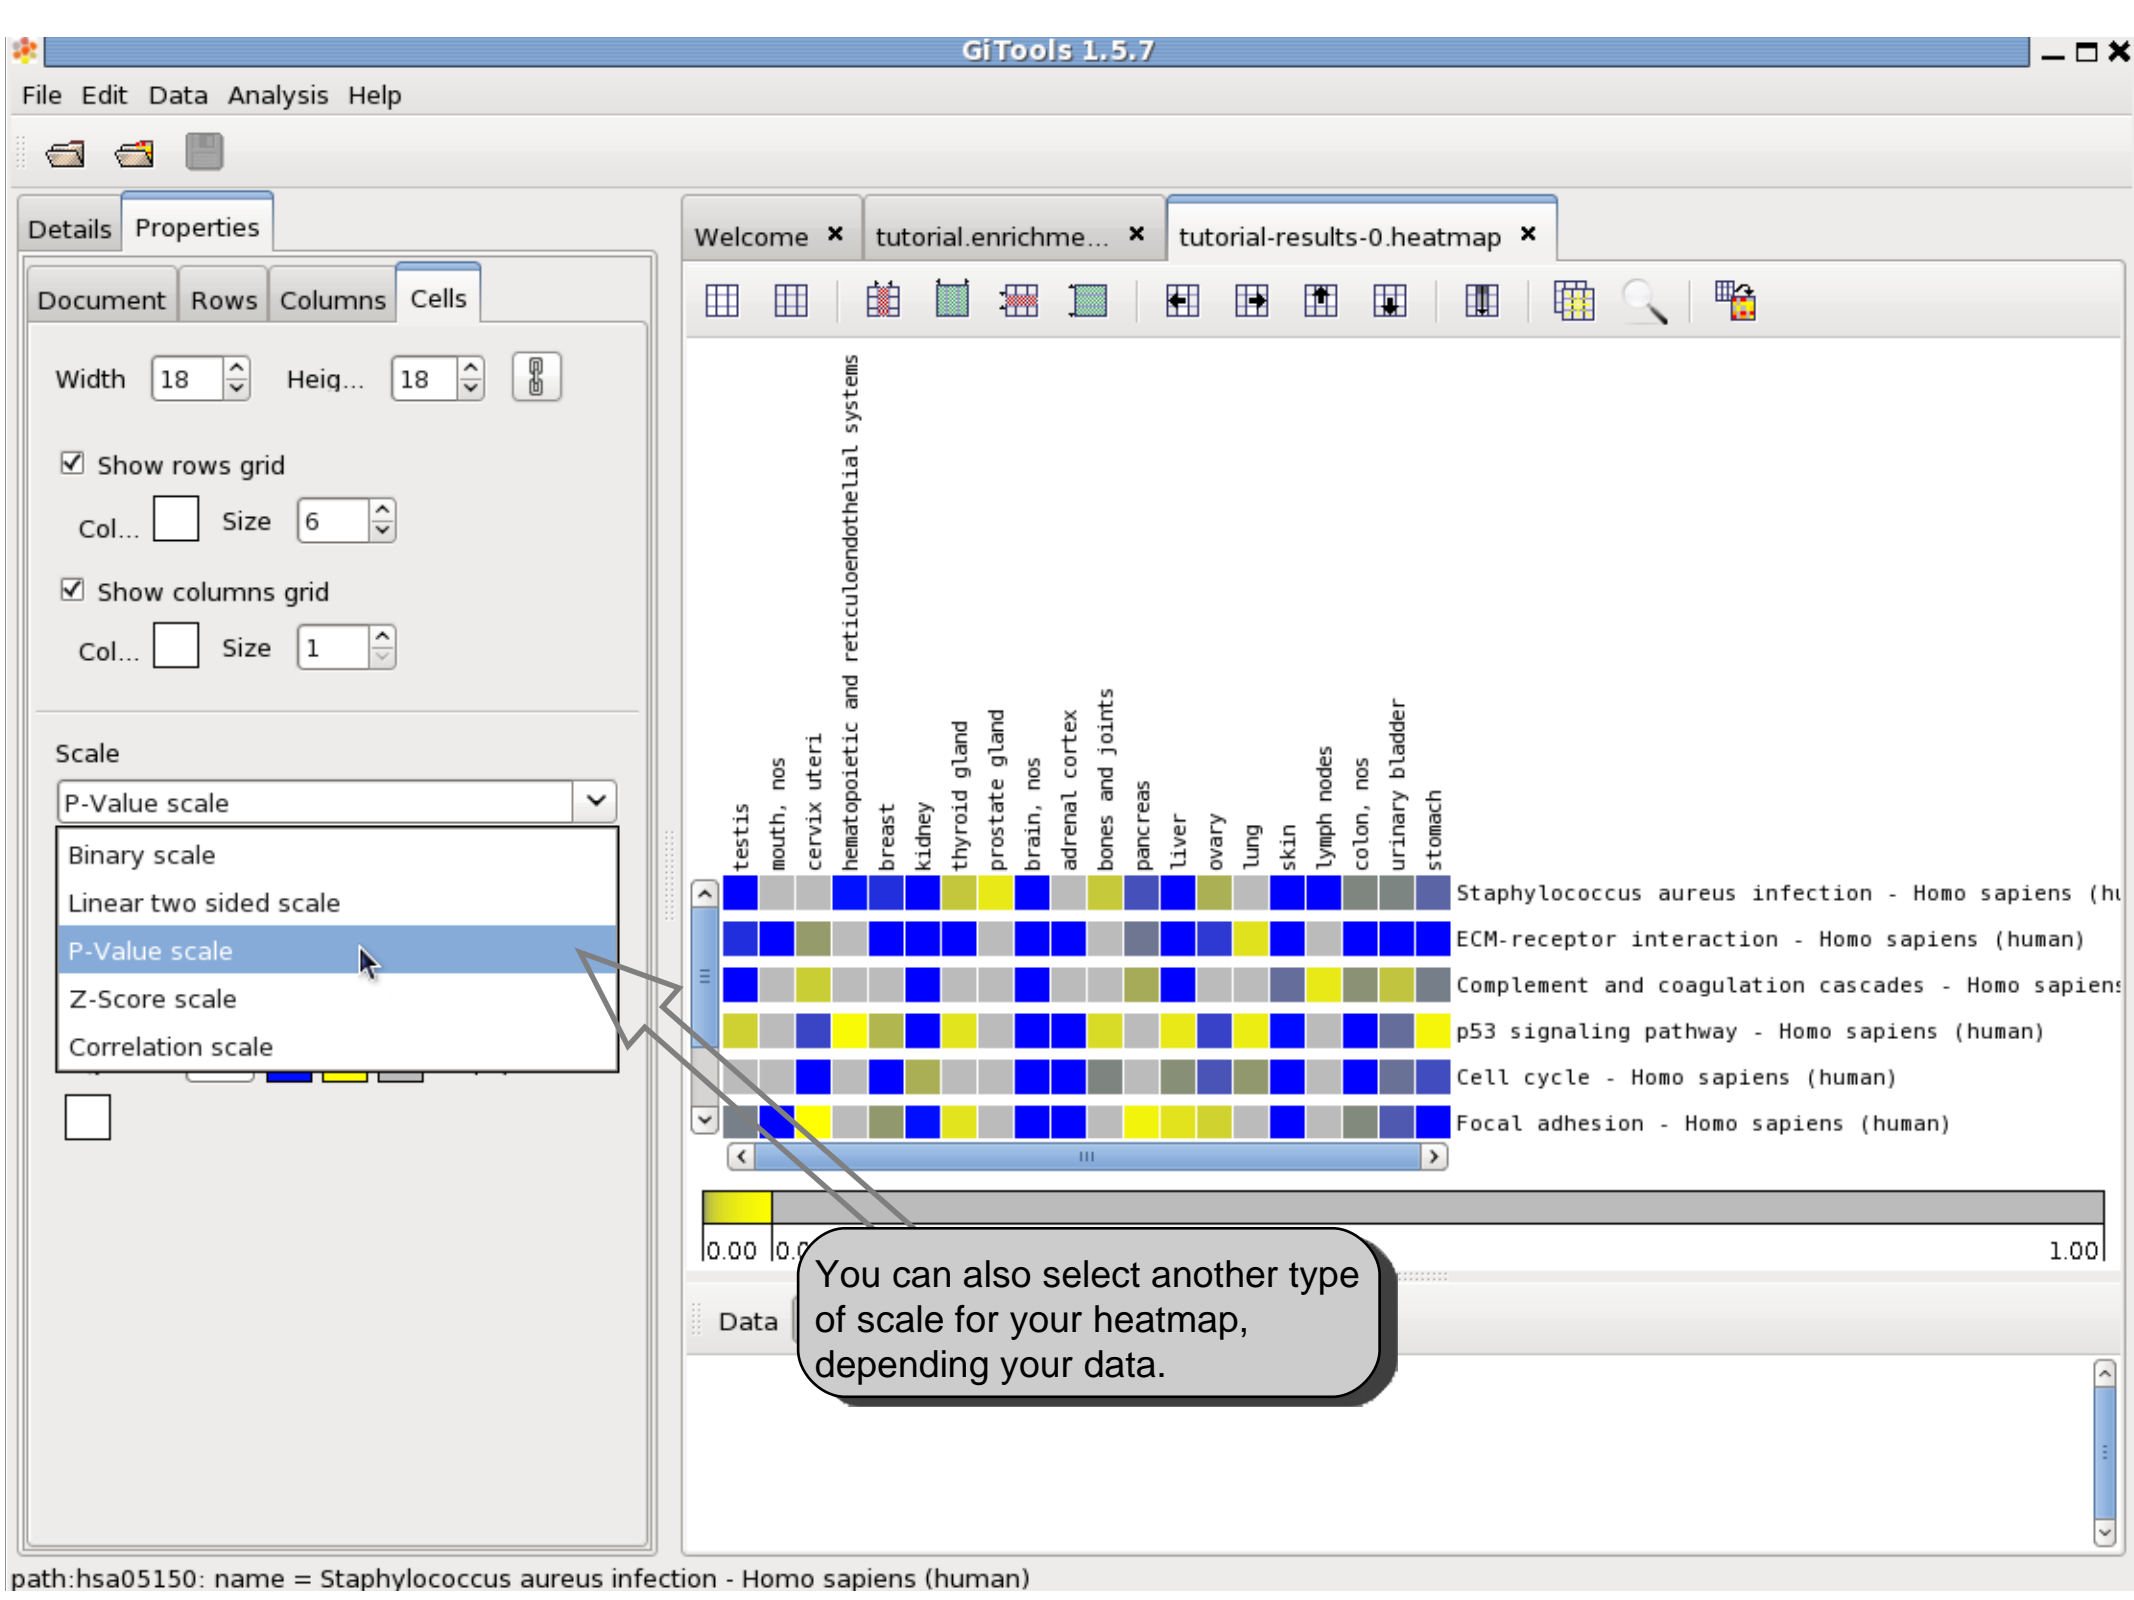 GiTools 1.5.7
File Edit Data Analysis Help
Details Properties
Document Rows Columns Cells
Width 18 Heig... 18
Show rows grid
Col... Size 6
Show columns grid
Col... Size 1
Scale
P-Value scale
Binary scale
Linear two sided scale
P-Value scale
Z-Score scale
Correlation scale
Welcome tutorial.enrichme... tutorial-results-0.heatmap
testis
mouth, nos
cervix uteri
hematopoietic and reticuloendothelial systems
breast
kidney
thyroid gland
prostate gland
brain, nos
adrenal cortex
bones and joints
pancreas
liver
ovary
lung
skin
lymph nodes
colon, nos
urinary bladder
stomach
Staphylococcus aureus infection - Homo sapiens (hu
ECM-receptor interaction - Homo sapiens (human)
Complement and coagulation cascades - Homo sapiens
p53 signaling pathway - Homo sapiens (human)
Cell cycle - Homo sapiens (human)
Focal adhesion - Homo sapiens (human)
0.00 1.00
You can also select another type
of scale for your heatmap,
depending your data.
Data
path:hsa05150: name = Staphylococcus aureus infection - Homo sapiens (human)